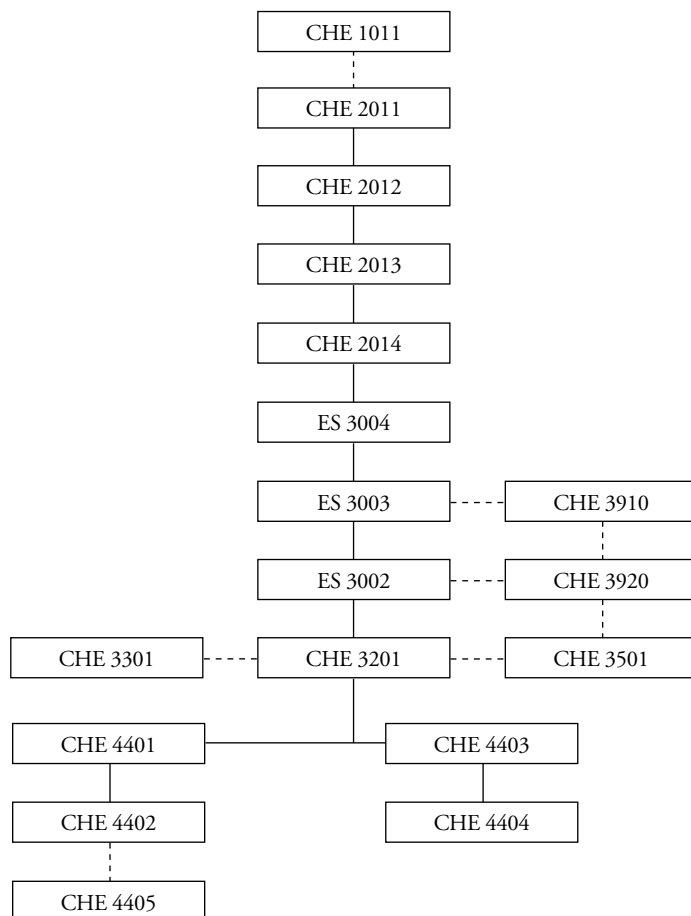 CHE 1011
CHE 2011
CHE 2012
CHE 2013
CHE 2014
ES 3004
ES 3003
CHE 3910
ES 3002
CHE 3920
CHE 3301
CHE 3201
CHE 3501
CHE 4401
CHE 4403
CHE 4402
CHE 4404
CHE 4405